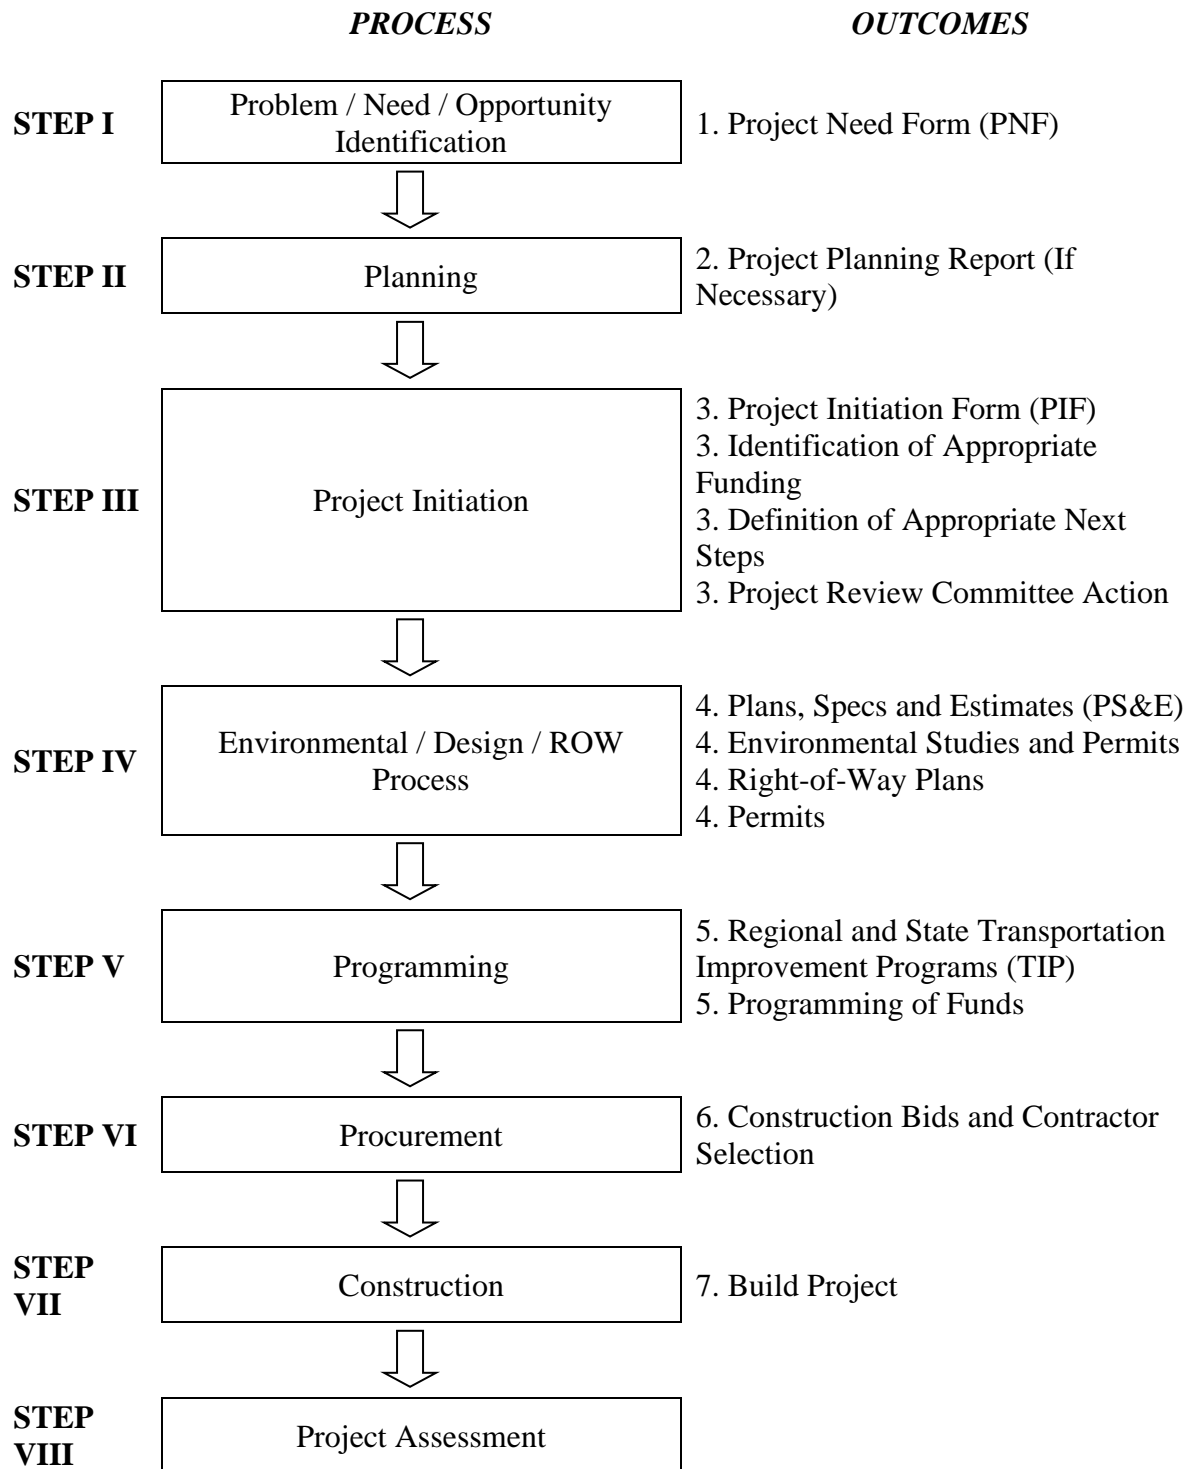 PROCESS
OUTCOMES
STEP I
Problem / Need / Opportunity
Identification
1. Project Need Form (PNF)
STEP II
Planning
2. Project Planning Report (If
Necessary)
STEP III
Project Initiation
3. Project Initiation Form (PIF)
3. Identification of Appropriate
Funding
3. Definition of Appropriate Next
Steps
3. Project Review Committee Action
STEP IV
Environmental / Design / ROW
Process
4. Plans, Specs and Estimates (PS&E)
4. Environmental Studies and Permits
4. Right-of-Way Plans
4. Permits
STEP V
Programming
5. Regional and State Transportation
Improvement Programs (TIP)
5. Programming of Funds
STEP VI
Procurement
6. Construction Bids and Contractor
Selection
STEP
VII
Construction
7. Build Project
STEP
VIII
Project Assessment